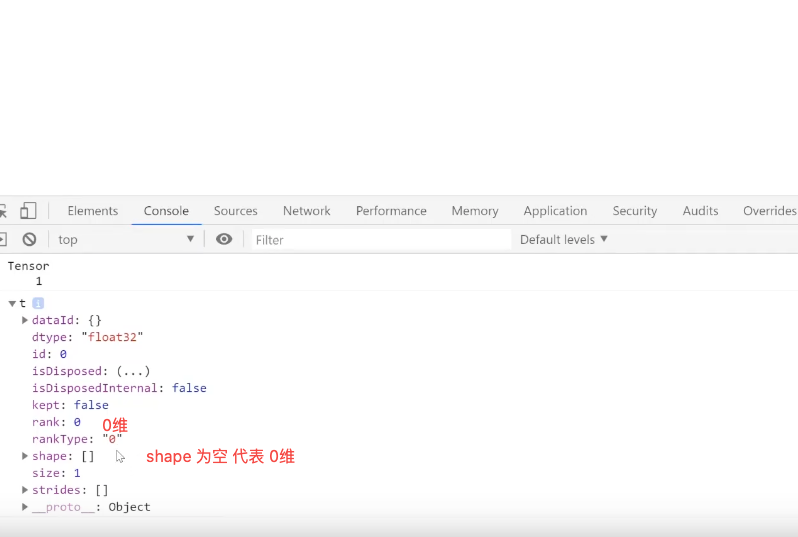 Elements Console Sources Network Performance Memory Application Security Audits Overrides
top Filter Default levels ▼
Tensor
1
▼t i
▶dataId: {}
dtype: "float32"
id: 0
isDisposed: (...)
isDisposedInternal: false
kept: false
rank: 0 0维
rankType: "0"
▶shape: [] shape 为空 代表 0维
size: 1
▶strides: []
▶__proto__: Object